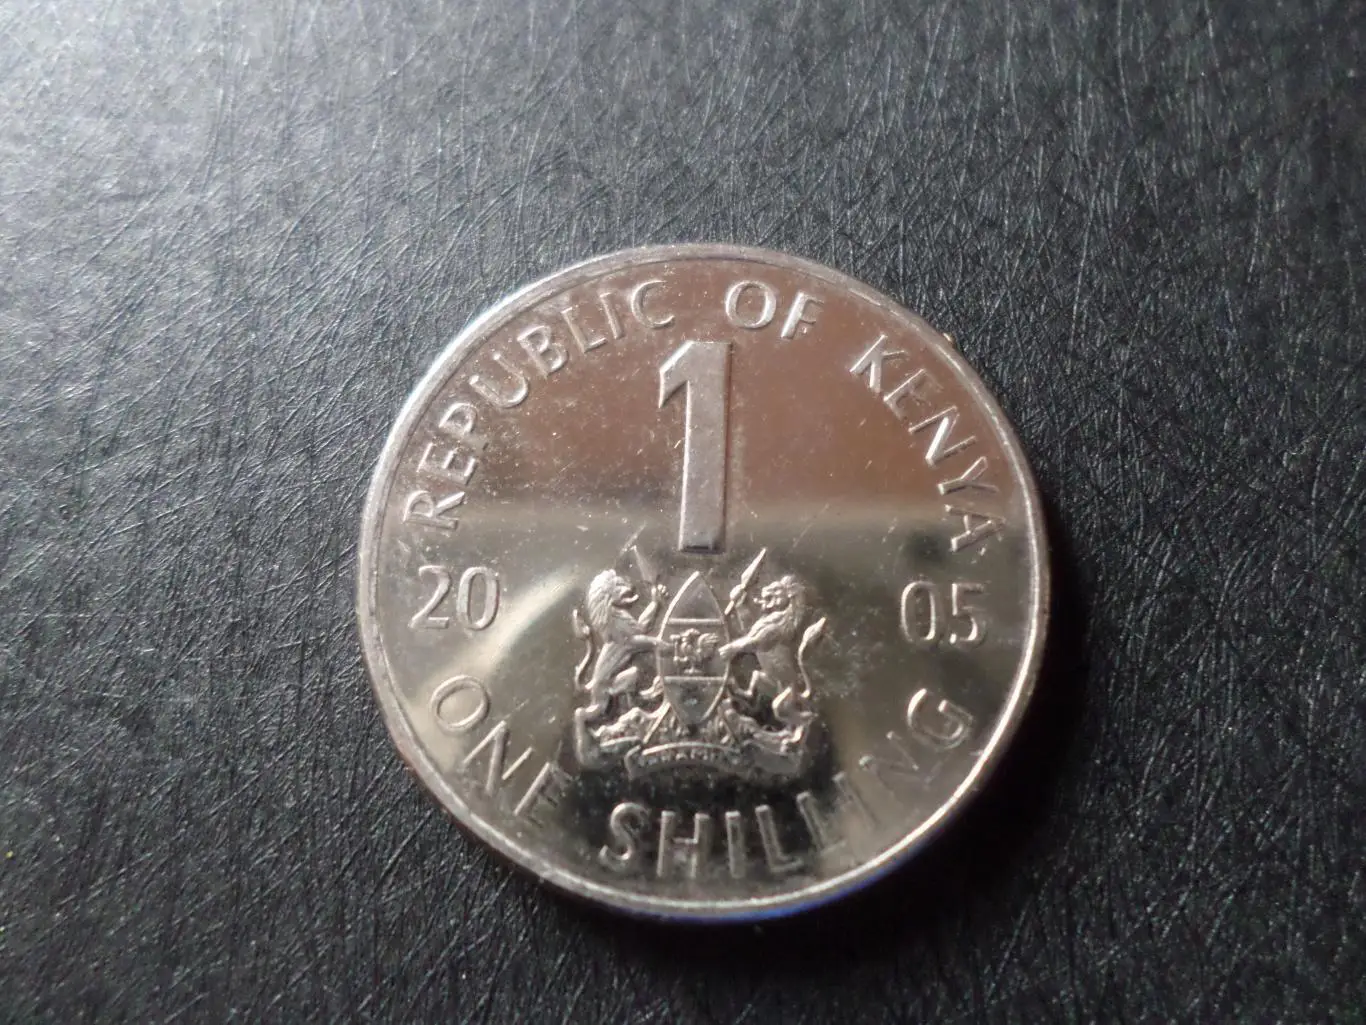 REPUBLIC OF KENYA
1
20 05
ONE SHILLING